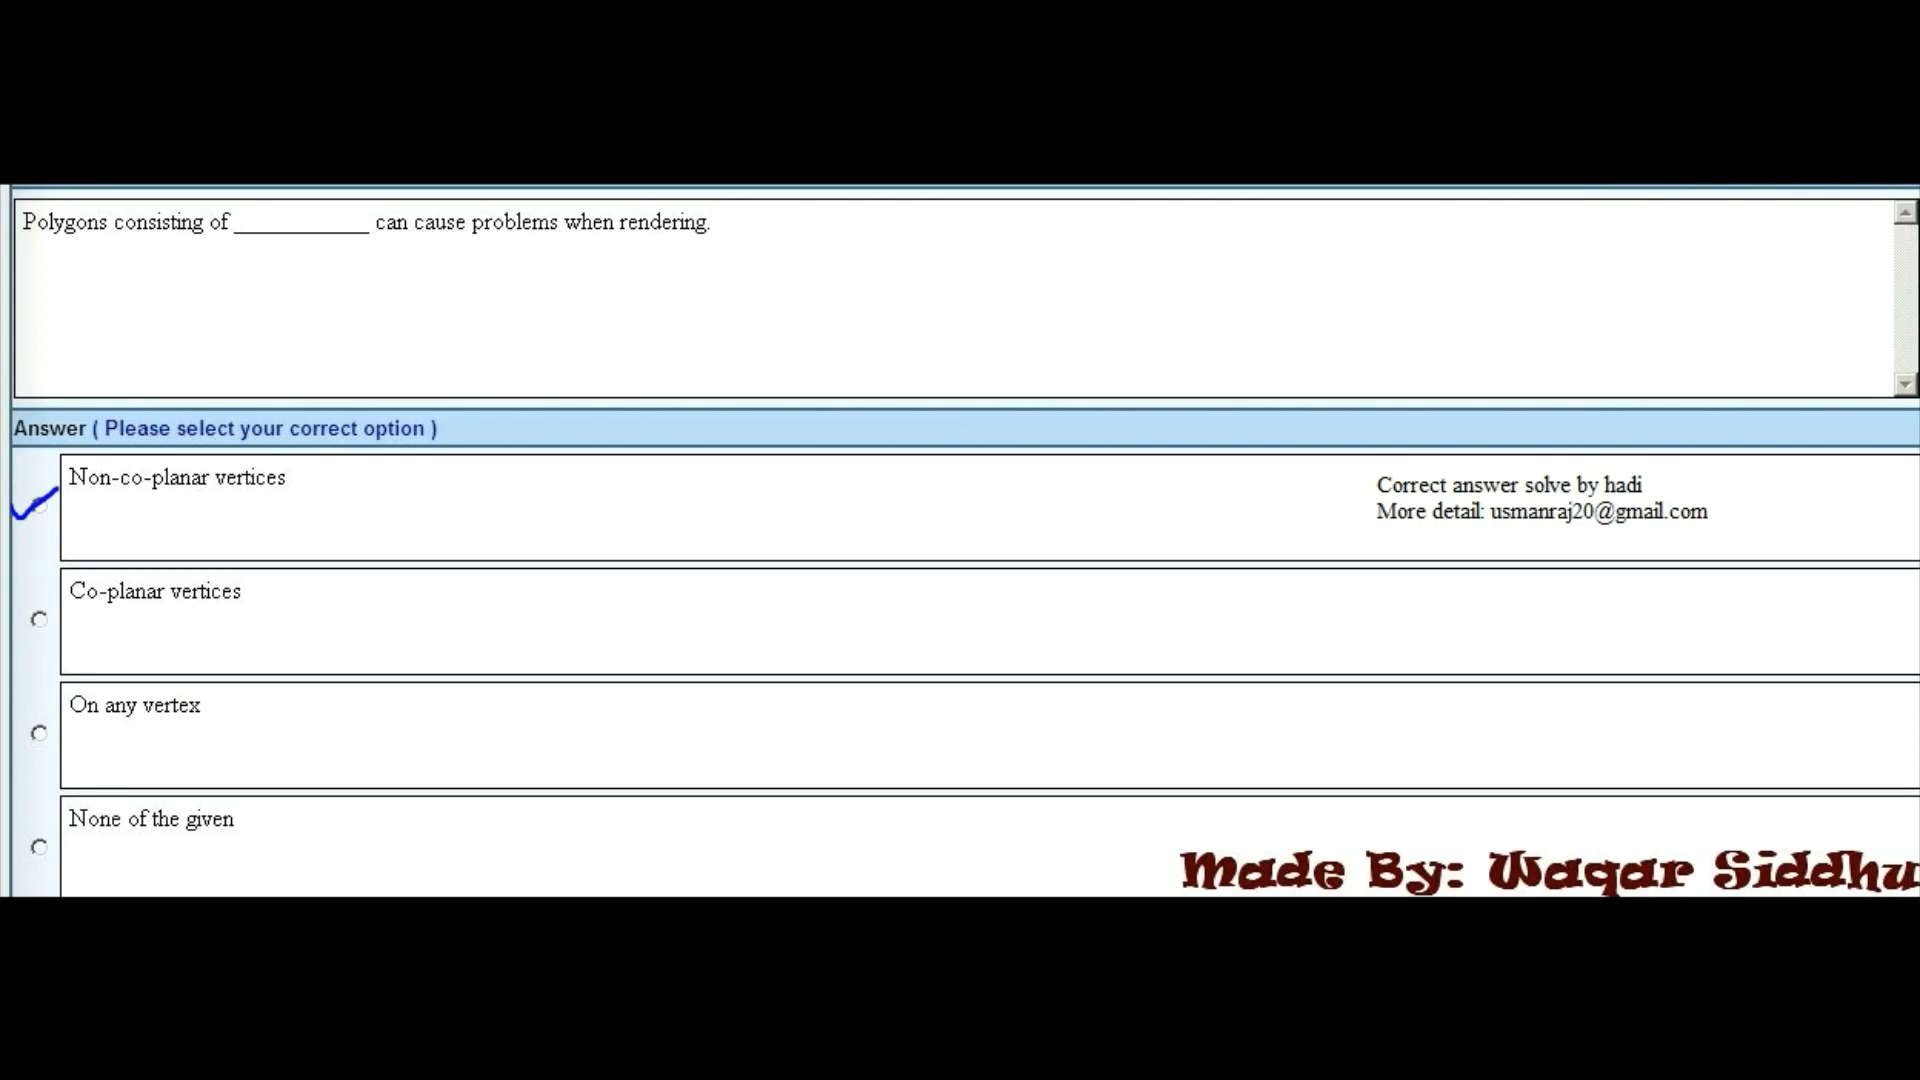 Polygons consisting of ____________ can cause problems when rendering.
Answer ( Please select your correct option )
Non-co-planar vertices
Correct answer solve by hadi
More detail: usmanraj20@gmail.com
Co-planar vertices
On any vertex
None of the given
Made By: Waqar Siddhu